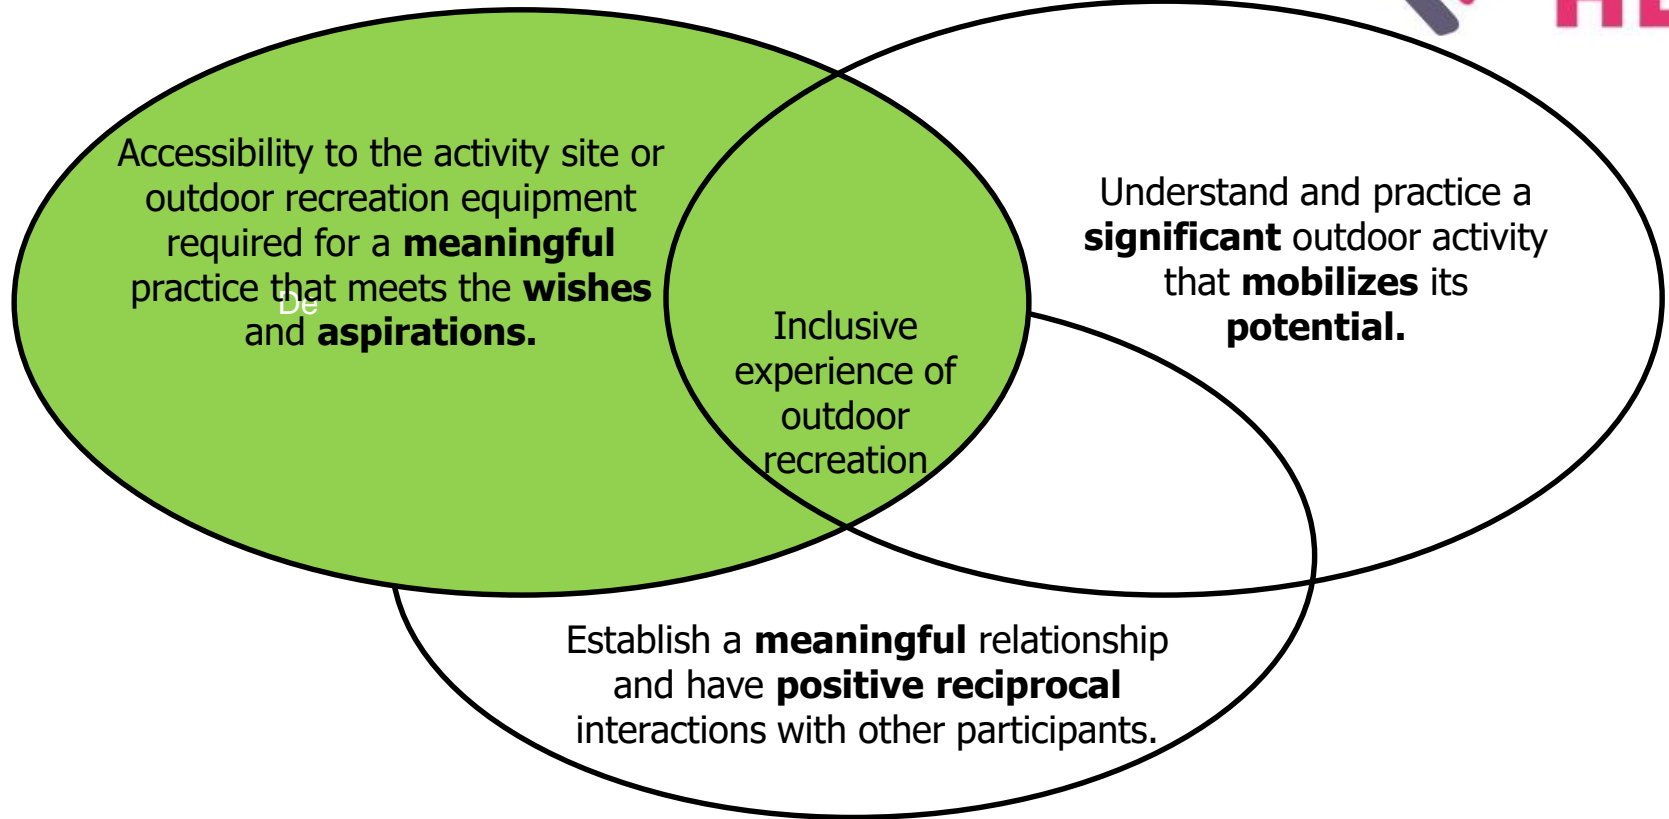 Accessibility to the activity site or
outdoor recreation equipment
required for a meaningful
practice that meets the wishes
De
and aspirations.
Understand and practice a
significant outdoor activity
that mobilizes its
potential.
Inclusive
experience of
outdoor
recreation
Establish a meaningful relationship
and have positive reciprocal
interactions with other participants.